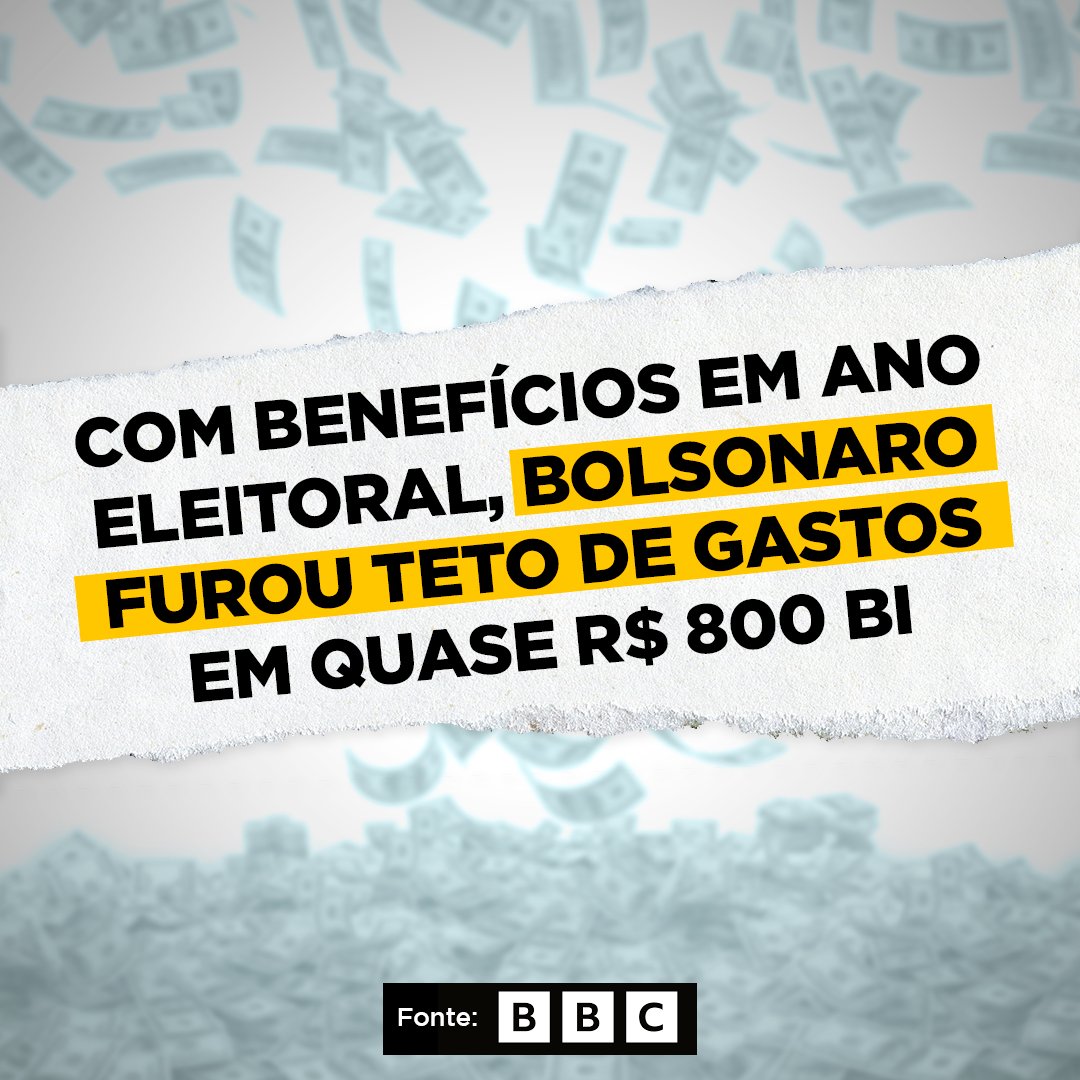 COM BENEFÍCIOS EM ANO
ELEITORAL, BOLSONARO
FUROU TETO DE GASTOS
EM QUASE R$ 800 BI
Fonte: BBC